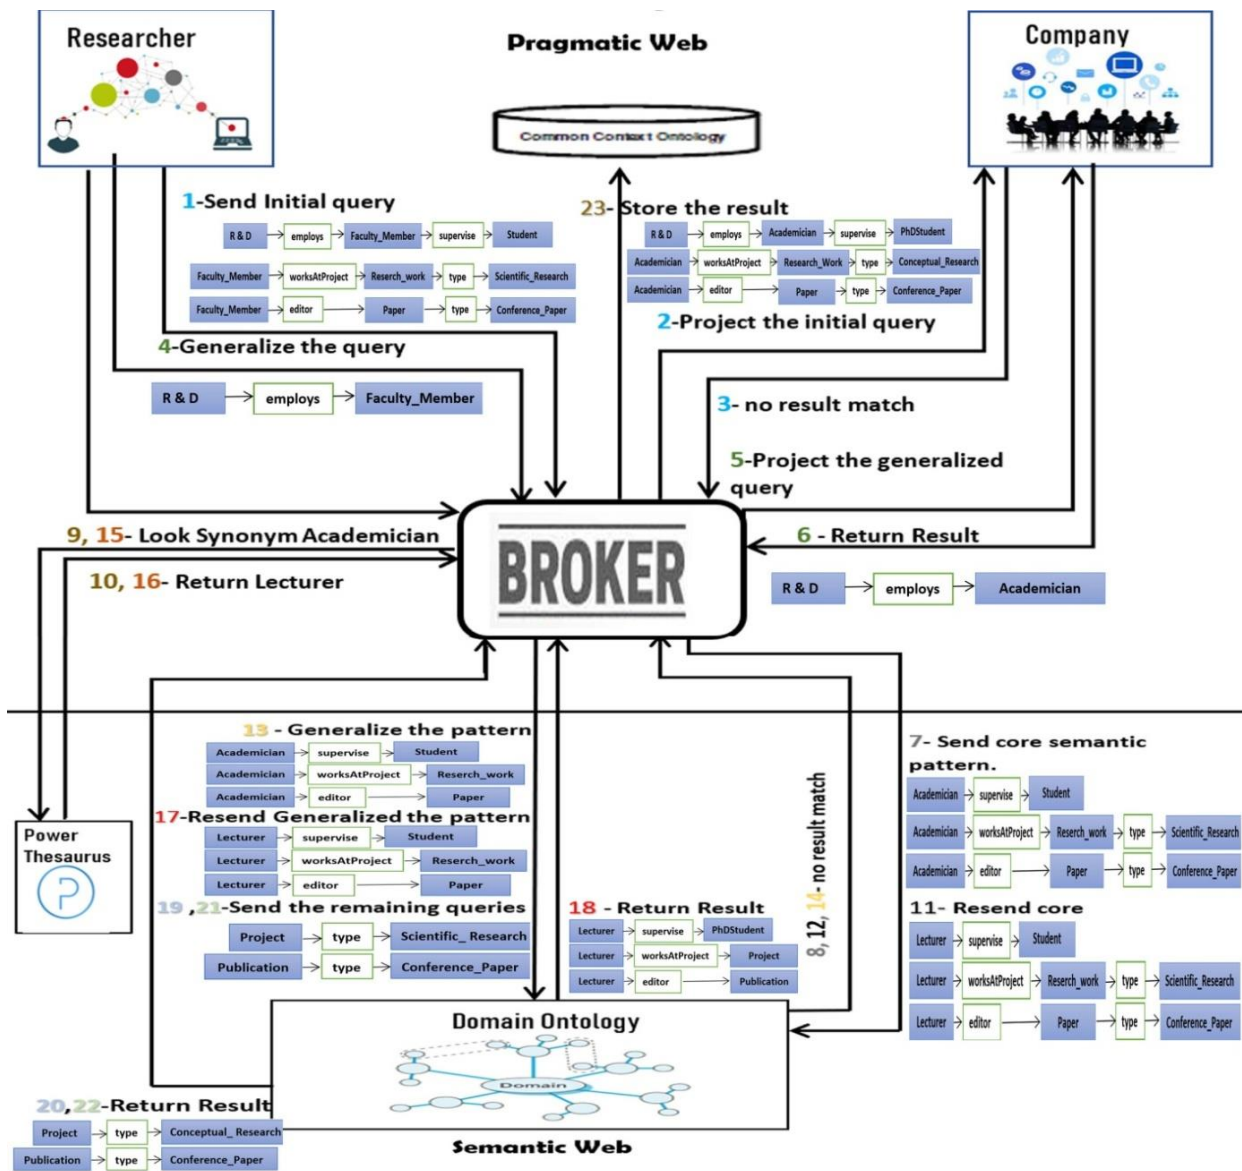 Researcher
Pragmatic Web
Company
Common Context Ontology
1-Send Initial query
R & D employs Faculty_Member supervise Student
Faculty_Member worksAtProject Reserch_work type Scientific_Research
Faculty_Member editor Paper type Conference_Paper
23- Store the result
R & D employs Academician supervise PhDStudent
Academician worksAtProject Research_Work type Conceptual_Research
Academician editor Paper type Conference_Paper
2-Project the initial query
4-Generalize the query
R & D employs Faculty_Member
3- no result match
5-Project the generalized
query
9, 15- Look Synonym Academician
10, 16- Return Lecturer
BROKER
6 - Return Result
R & D employs Academician
13 - Generalize the pattern
Academician supervise Student
Academician worksAtProject Reserch_work
Academician editor Paper
17-Resend Generalized the pattern
Lecturer supervise Student
Lecturer worksAtProject Reserch_work
Lecturer editor Paper
19 ,21-Send the remaining queries
Project type Scientific_ Research
Publication type Conference_Paper
Power
Thesaurus
P
18 - Return Result
Lecturer supervise PhDStudent
Lecturer worksAtProject Project
Lecturer editor Publication
8, 12, 14- no result match
7- Send core semantic
pattern.
Academician supervise Student
Academician worksAtProject Reserch_work type Scientific_Research
Academician editor Paper type Conference_Paper
11- Resend core
Lecture supervise Student
Lecturer worksAtProject Reserch_work type Scientific_Research
Lecturer editor Paper type Conference_Paper
Domain Ontology
Domain
20,22-Return Result
Project type Conceptual_ Research
Publication type Conference_Paper
Semantic Web